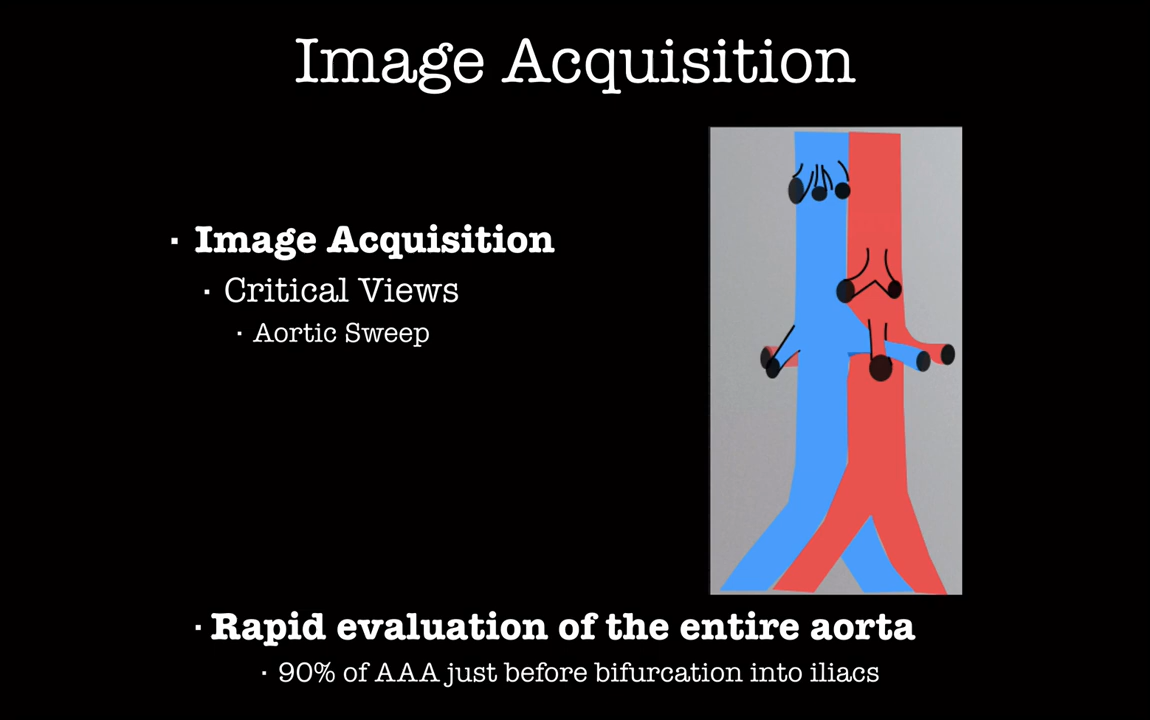 Image Acquisition
· Image Acquisition
· Critical Views
· Aortic Sweep
· Rapid evaluation of the entire aorta
· 90% of AAA just before bifurcation into iliacs